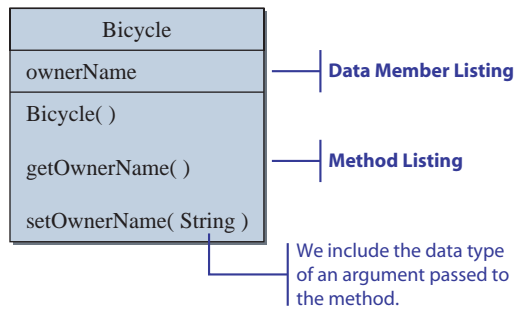 Bicycle
ownerName
Data Member Listing
Bicycle( )
getOwnerName( )
Method Listing
setOwnerName( String )
We include the data type
of an argument passed to
the method.